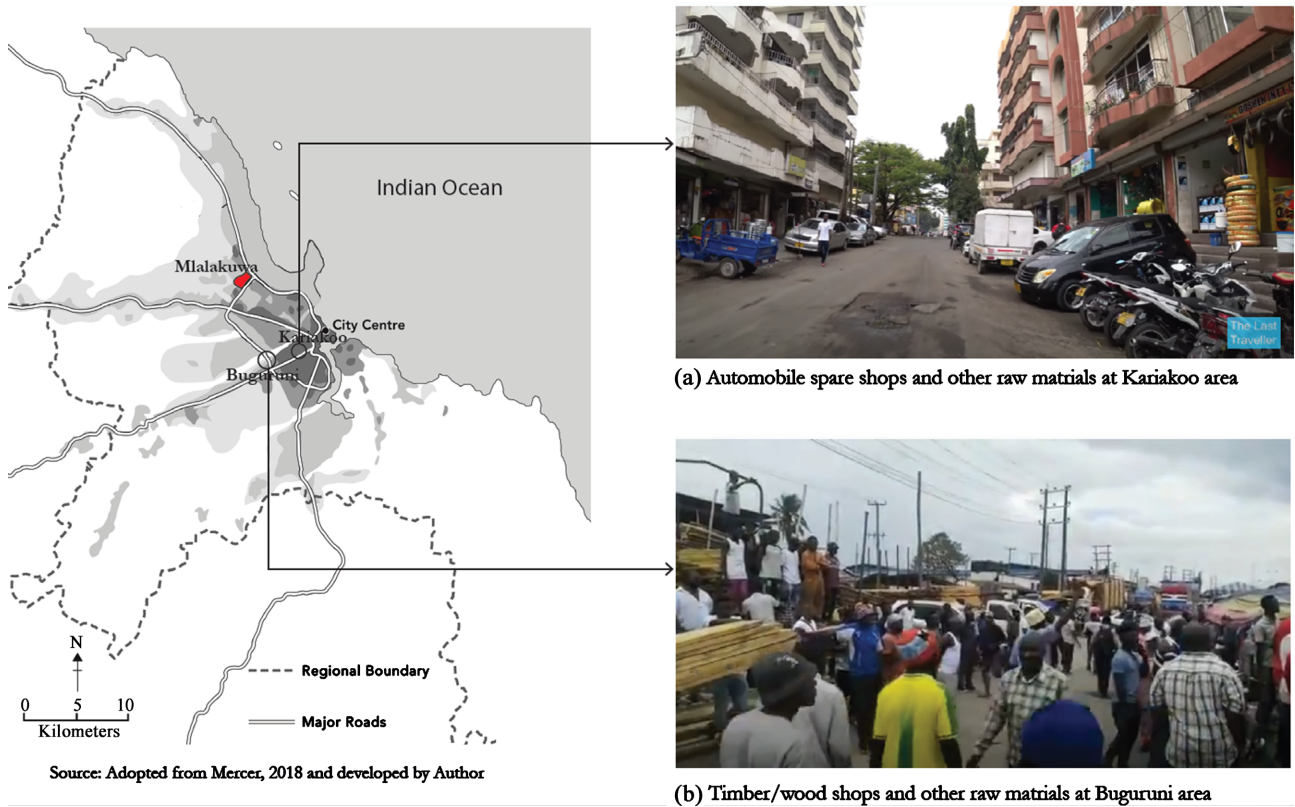 Indian Ocean
Mlalakuwa
City Centre
Kariakoo
Buguruni
N
0 5 10
Kilometers
Regional Boundary
Major Roads
Source: Adopted from Mercer, 2018 and developed by Author
The Last
Traveller
(a) Automobile spare shops and other raw matrials at Kariakoo area
(b) Timber/wood shops and other raw matrials at Buguruni area